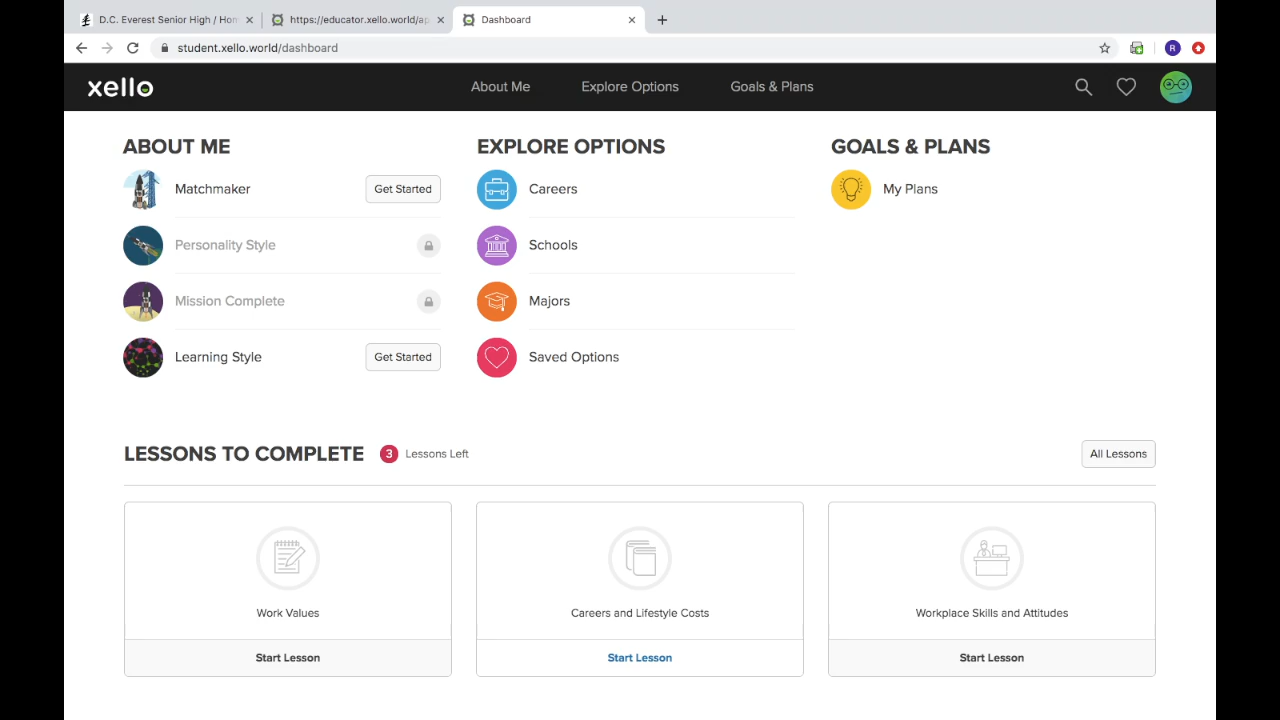 D.C. Everest Senior High / Hon
https://educator.xello.world/ap
Dashboard
student.xello.world/dashboard
R
xello
About Me
Explore Options
Goals & Plans
ABOUT ME
Matchmaker
Get Started
Personality Style
Mission Complete
Learning Style
Get Started
EXPLORE OPTIONS
Careers
Schools
Majors
Saved Options
GOALS & PLANS
My Plans
LESSONS TO COMPLETE
3 Lessons Left
All Lessons
Work Values
Start Lesson
Careers and Lifestyle Costs
Start Lesson
Workplace Skills and Attitudes
Start Lesson